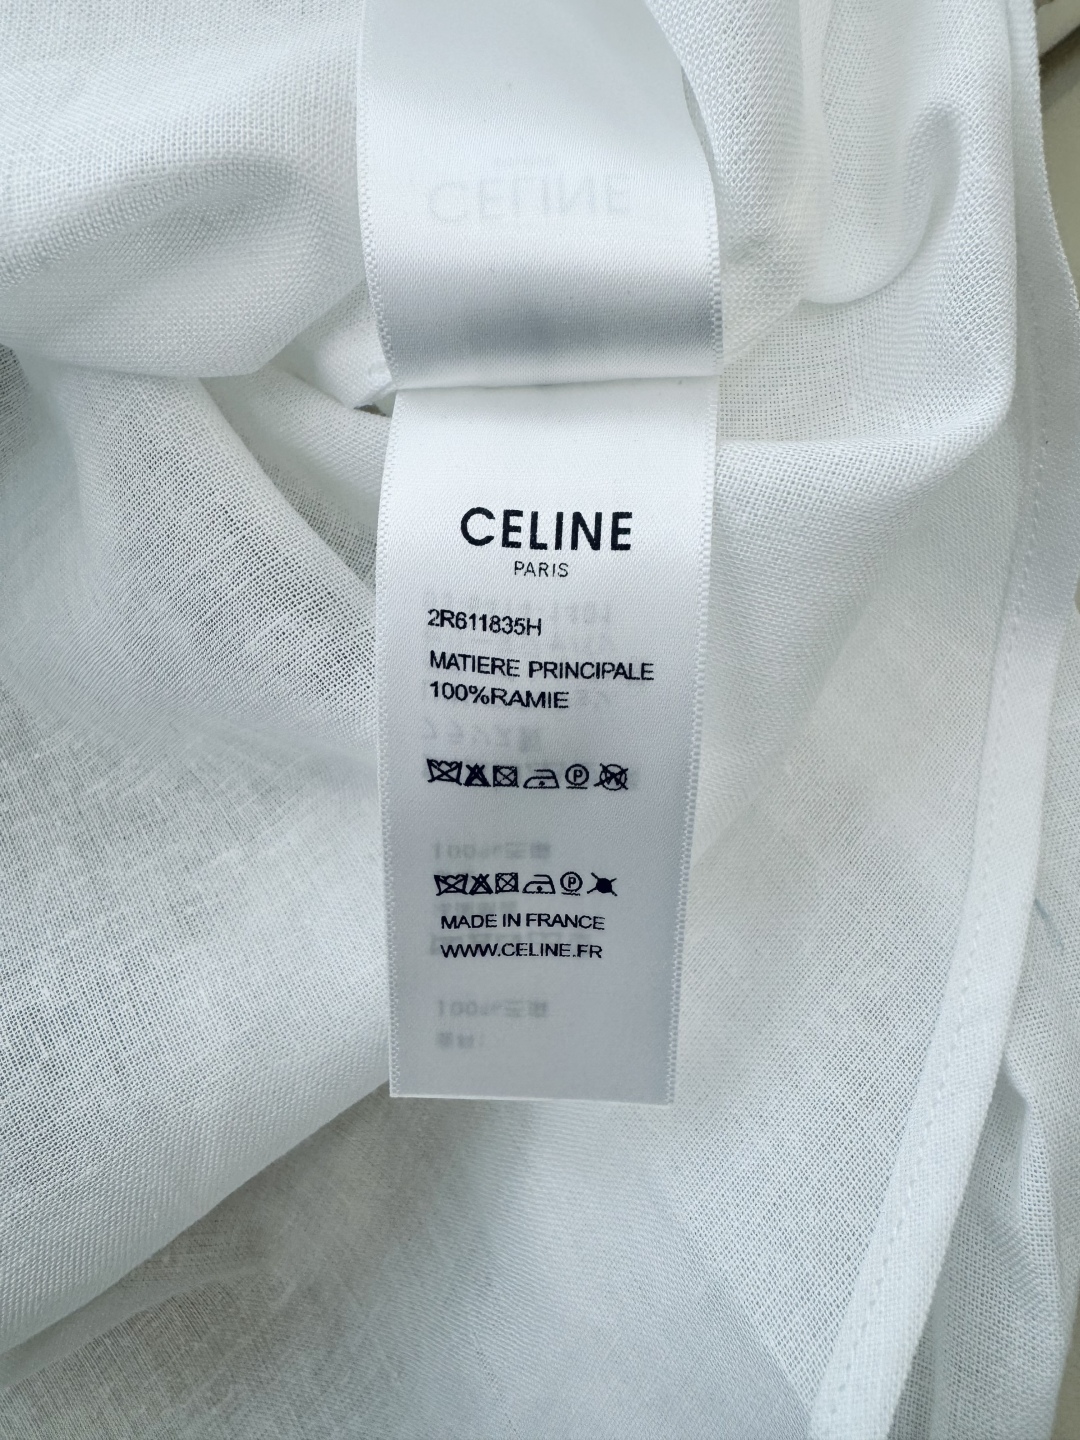 CELINE
PARIS
2R611835H
MATIERE PRINCIPALE
100%RAMIE
MADE IN FRANCE
WWW.CELINE.FR